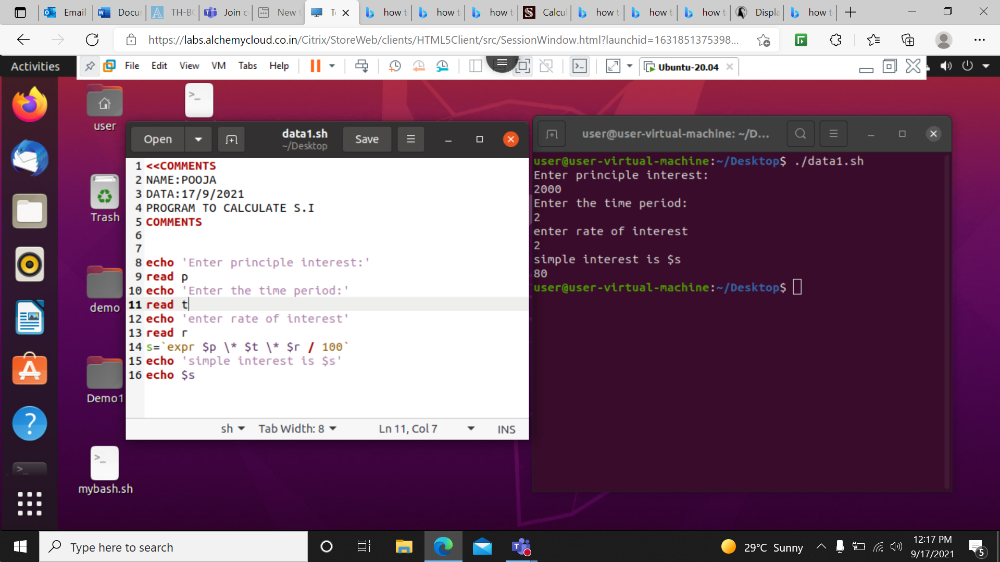 Email
Docur
TH-BO
Join c
New t
To
how t
how t
how t
Calcul
how t
how t
how t
Displa
how t
https://labs.alchemycloud.co.in/Citrix/StoreWeb/clients/HTML5Client/src/SessionWindow.html?launchid=1631851375398...
Activities
File Edit View VM Tabs Help
Ubuntu-20.04
user
Trash
demo
Demo1
mybash.sh
Open
data1.sh
~/Desktop
Save
1 <<COMMENTS
2 NAME:POOJA
3 DATA:17/9/2021
4 PROGRAM TO CALCULATE S.I
5 COMMENTS
6
7
8 echo 'Enter principle interest:'
9 read p
10 echo 'Enter the time period:'
11 read t
12 echo 'enter rate of interest'
13 read r
14 s=`expr $p \* $t \* $r / 100`
15 echo 'simple interest is $s'
16 echo $s
sh Tab Width: 8 Ln 11, Col 7 INS
user@user-virtual-machine: ~/D...
user@user-virtual-machine:~/Desktop$ ./data1.sh
Enter principle interest:
2000
Enter the time period:
2
enter rate of interest
2
simple interest is $s
80
user@user-virtual-machine:~/Desktop$
Type here to search
29°C Sunny
12:17 PM
9/17/2021
5